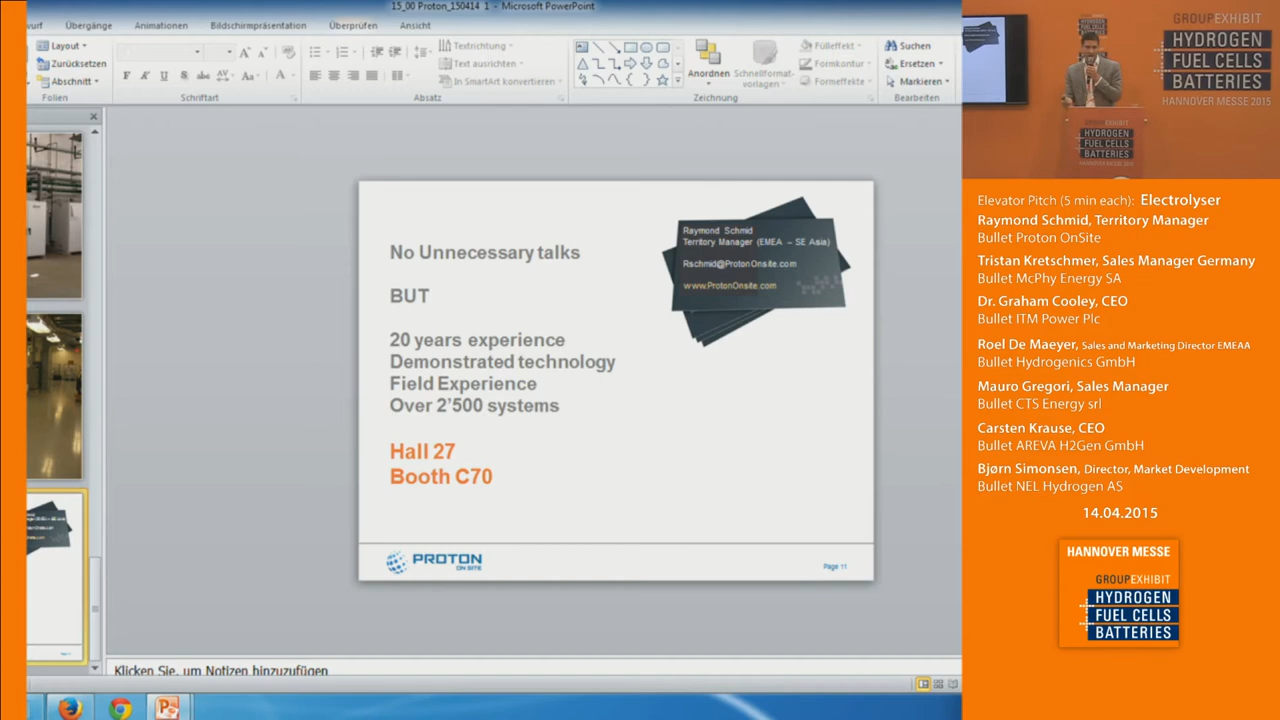 15_00 Proton_150414 1 - Microsoft PowerPoint
Übergänge Animationen Bildschirmpräsentation Überprüfen Ansicht
Layout
Zurücksetzen
Abschnitt
Folien
Schriftart
Textrichtung
Text ausrichten
In SmartArt konvertieren
Absatz
Anordnen
Schnellformat-
vorlagen
Fülleffekt
Formkontur
Formeffekte
Zeichnung
Suchen
Ersetzen
Markieren
Bearbeiten
No Unnecessary talks
BUT
20 years experience
Demonstrated technology
Field Experience
Over 2'500 systems
Hall 27
Booth C70
Raymond Schmid
Territory Manager (EMEA – SE Asia)
Rschmid@ProtonOnsite.com
www.ProtonOnsite.com
PROTON
ON SITE
Page 11
Klicken Sie, um Notizen hinzuzufügen
GROUPEXHIBIT
HYDROGEN
FUEL CELLS
BATTERIES
HANNOVER MESSE 2015
HYDROGEN
FUEL CELLS
BATTERIES
Elevator Pitch (5 min each): Electrolyser
Raymond Schmid, Territory Manager
Bullet Proton OnSite
Tristan Kretschmer, Sales Manager Germany
Bullet McPhy Energy SA
Dr. Graham Cooley, CEO
Bullet ITM Power Plc
Roel De Maeyer, Sales and Marketing Director EMEAA
Bullet Hydrogenics GmbH
Mauro Gregori, Sales Manager
Bullet CTS Energy srl
Carsten Krause, CEO
Bullet AREVA H2Gen GmbH
Bjørn Simonsen, Director, Market Development
Bullet NEL Hydrogen AS
14.04.2015
HANNOVER MESSE
GROUPEXHIBIT
HYDROGEN
FUEL CELLS
BATTERIES